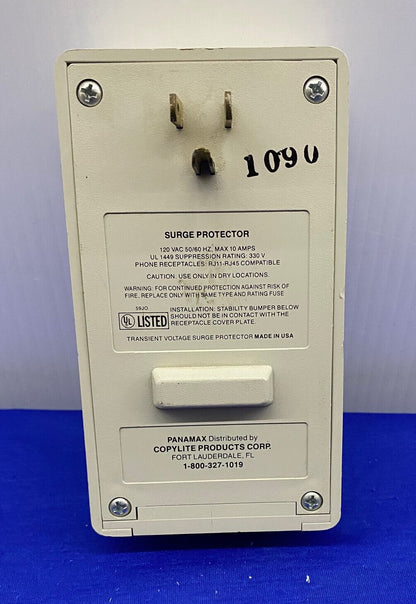 1090
SURGE PROTECTOR
120 VAC 50/60 HZ, MAX 10 AMPS
UL 1449 SUPPRESSION RATING: 330 V
PHONE RECEPTACLES: RJ11-RJ45 COMPATIBLE
CAUTION: USE ONLY IN DRY LOCATIONS.
WARNING: FOR CONTINUED PROTECTION AGAINST RISK OF
FIRE, REPLACE ONLY WITH SAME TYPE AND RATING FUSE
59JO
UL LISTED
INSTALLATION: STABILITY BUMPER BELOW
SHOULD NOT BE IN CONTACT WITH THE
RECEPTACLE COVER PLATE.
TRANSIENT VOLTAGE SURGE PROTECTOR MADE IN USA
PANAMAX Distributed by
COPYLITE PRODUCTS CORP.
FORT LAUDERDALE, FL
1-800-327-1019